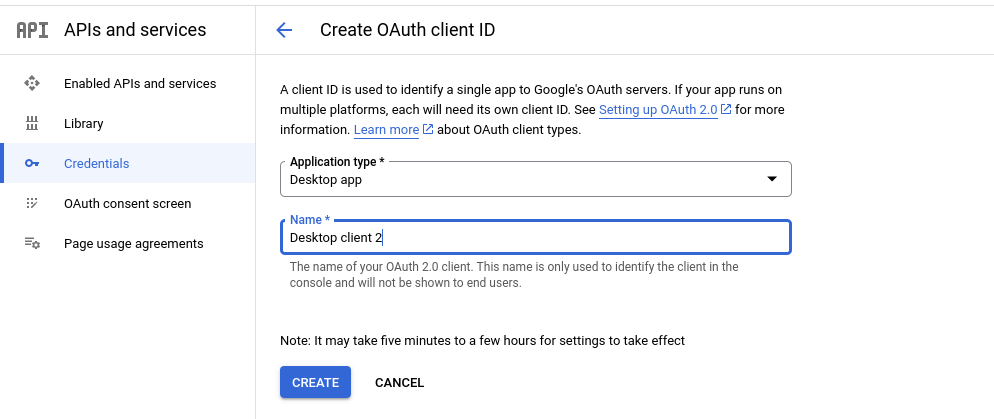 API APIs and services
Create OAuth client ID
Enabled APIs and services
Library
Credentials
OAuth consent screen
Page usage agreements
A client ID is used to identify a single app to Google's OAuth servers. If your app runs on
multiple platforms, each will need its own client ID. See Setting up OAuth 2.0 for more
information. Learn more about OAuth client types.
Application type *
Desktop app
Name *
Desktop client 2
The name of your OAuth 2.0 client. This name is only used to identify the client in the
console and will not be shown to end users.
Note: It may take five minutes to a few hours for settings to take effect
CREATE CANCEL